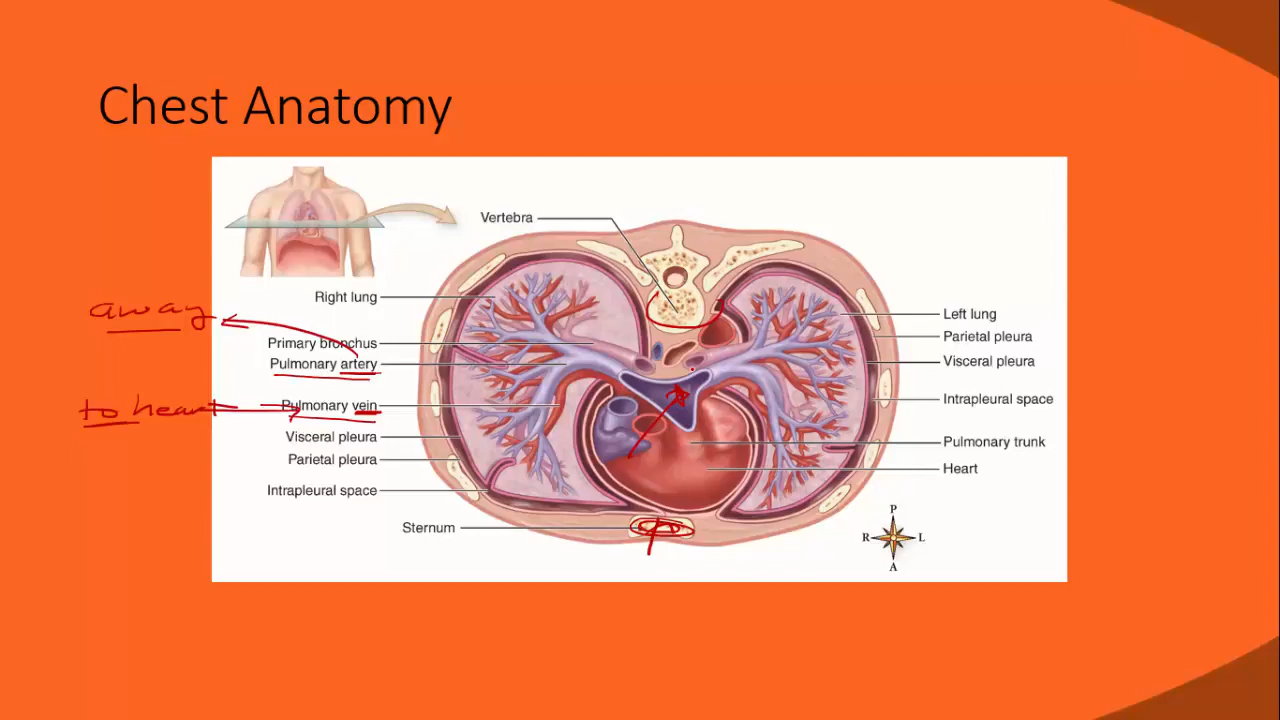 Chest Anatomy
Vertebra
Right lung
away
Primary bronchus
Pulmonary artery
to heart
Pulmonary vein
Visceral pleura
Parietal pleura
Intrapleural space
Sternum
Left lung
Parietal pleura
Visceral pleura
Intrapleural space
Pulmonary trunk
Heart
P
R L
A